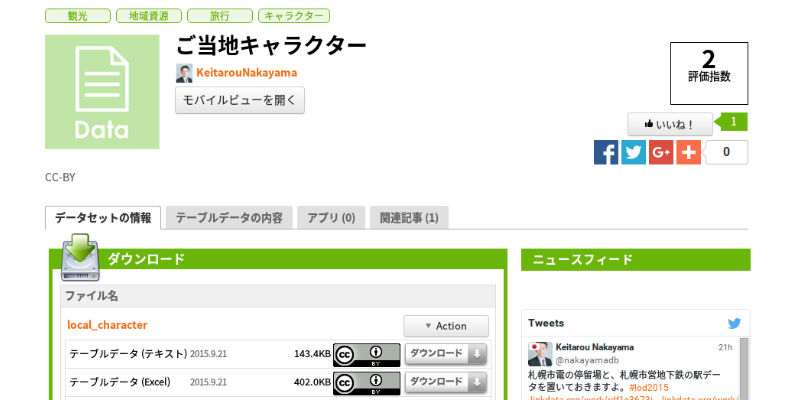 観光 地域資源 旅行 キャラクター
ご当地キャラクター
KeitarouNakayama
モバイルビューを開く
Data
2
評価指数
いいね！ 1
0
CC-BY
データセットの情報 テーブルデータの内容 アプリ (0) 関連記事 (1)
ダウンロード
ファイル名
local_character Action
テーブルデータ (テキスト) 2015.9.21 143.4KB cc BY ダウンロード
テーブルデータ (Excel) 2015.9.21 402.0KB cc BY ダウンロード
ニュースフィード
Tweets
Keitarou Nakayama 21h
@nakayamadb
札幌市電の停留場と、札幌市営地下鉄の駅デー
タを置いておきますよ。#lod2015